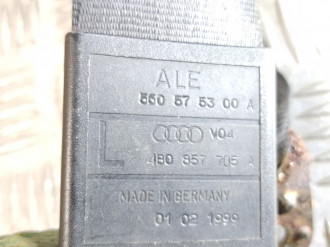 ALE
560 57 53 00 A
V04
L
4B0 857 705 A
MADE IN GERMANY
01 02 1999